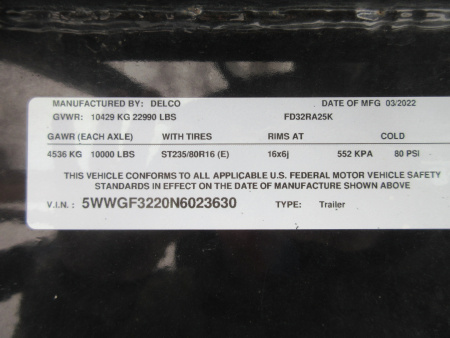 MANUFACTURED BY: DELCO DATE OF MFG 03/2022
GVWR: 10429 KG 22990 LBS FD32RA25K
GAWR (EACH AXLE) WITH TIRES RIMS AT COLD
4536 KG 10000 LBS ST235/80R16 (E) 16x6j 552 KPA 80 PSI
THIS VEHICLE CONFORMS TO ALL APPLICABLE U.S. FEDERAL MOTOR VEHICLE SAFETY
STANDARDS IN EFFECT ON THE DATE OF MANUFACTURE SHOWN ABOVE
V.I.N.: 5WWGF3220N6023630 TYPE: Trailer